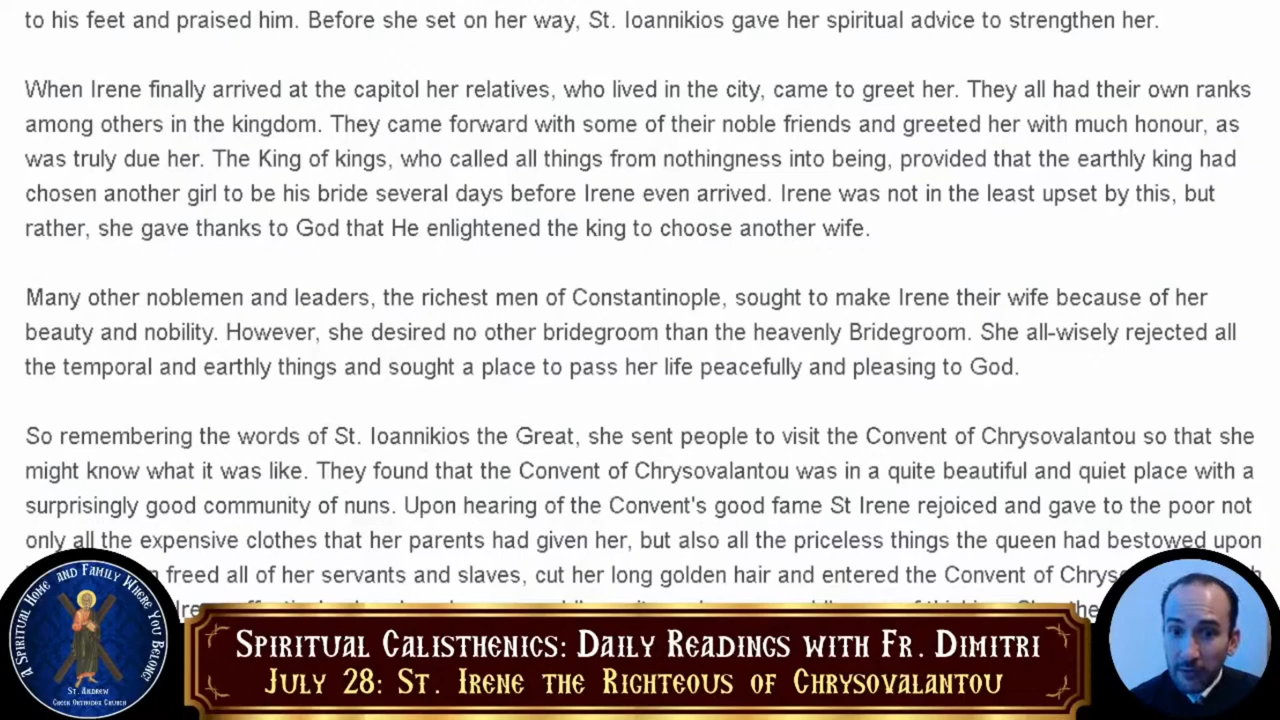 to his feet and praised him. Before she set on her way, St. Ioannikios gave her spiritual advice to strengthen her.
When Irene finally arrived at the capitol her relatives, who lived in the city, came to greet her. They all had their own ranks
among others in the kingdom. They came forward with some of their noble friends and greeted her with much honour, as
was truly due her. The King of kings, who called all things from nothingness into being, provided that the earthly king had
chosen another girl to be his bride several days before Irene even arrived. Irene was not in the least upset by this, but
rather, she gave thanks to God that He enlightened the king to choose another wife.
Many other noblemen and leaders, the richest men of Constantinople, sought to make Irene their wife because of her
beauty and nobility. However, she desired no other bridegroom than the heavenly Bridegroom. She all-wisely rejected all
the temporal and earthly things and sought a place to pass her life peacefully and pleasing to God.
So remembering the words of St. Ioannikios the Great, she sent people to visit the Convent of Chrysovalantou so that she
might know what it was like. They found that the Convent of Chrysovalantou was in a quite beautiful and quiet place with a
surprisingly good community of nuns. Upon hearing of the Convent's good fame St Irene rejoiced and gave to the poor not
only all the expensive clothes that her parents had given her, but also all the priceless things the queen had bestowed upon
freed all of her servants and slaves, cut her long golden hair and entered the Convent of
A Spiritual Home and Family Where You Belong!
St. Andrew
Greek Orthodox Church
Spiritual Calisthenics: Daily Readings with Fr. Dimitri
July 28: St. Irene the Righteous of Chrysovalantou